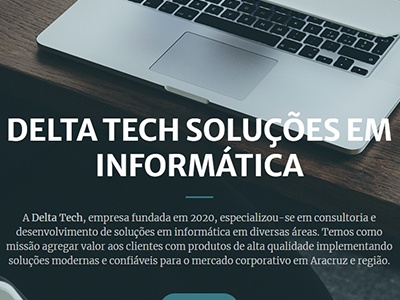 DELTA TECH SOLUÇÕES EM
INFORMÁTICA
A Delta Tech, empresa fundada em 2020, especializou-se em consultoria e
desenvolvimento de soluções em informática em diversas áreas. Temos como
missão agregar valor aos clientes com produtos de alta qualidade implementando
soluções modernas e confiáveis para o mercado corporativo em Aracruz e região.